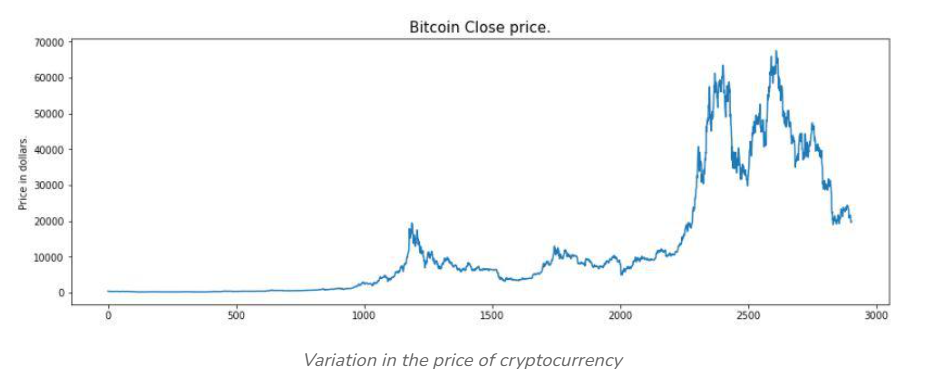 Bitcoin Close price.
70000
60000
50000
40000
30000
20000
10000
0
Price in dollars.
0 500 1000 1500 2000 2500 3000
Variation in the price of cryptocurrency